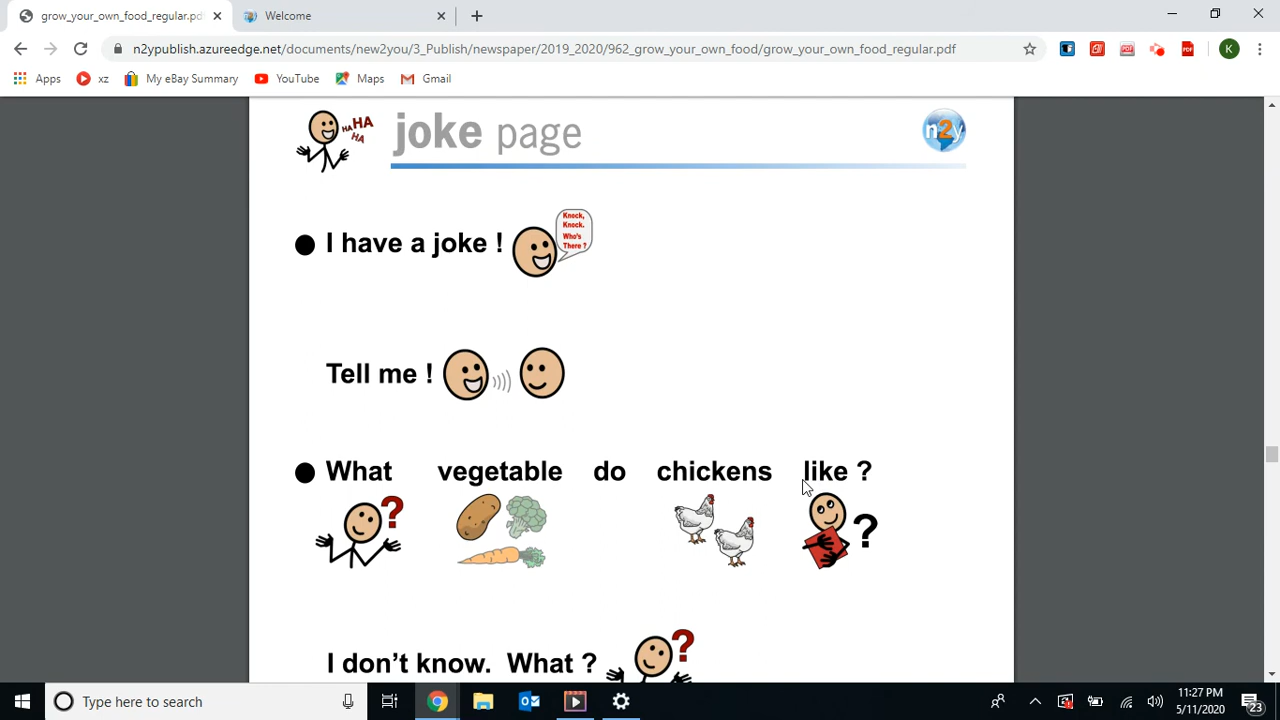 grow_your_own_food_regular.pd
Welcome
n2ypublish.azureedge.net/documents/new2you/3_Publish/newspaper/2019_2020/962_grow_your_own_food/grow_your_own_food_regular.pdf
K
Apps
xz
My eBay Summary
YouTube
Maps
Gmail
HA HA HA
joke page
n2y
I have a joke !
Knock,
Knock.
Who's
There ?
Tell me !
What vegetable do chickens like ?
?
?
I don't know. What ?
?
Type here to search
11:27 PM
5/11/2020
23